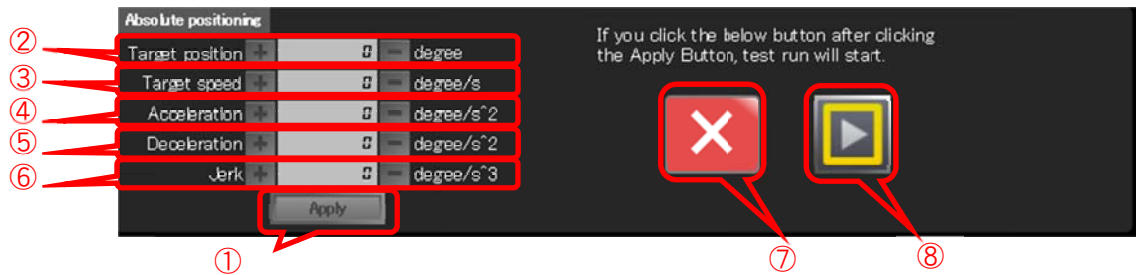 Absolute positioning
② Target position + 0 - degree
③ Target speed + 0 - degree/s
④ Acceleration + 0 - degree/s^2
⑤ Deceleration + 0 - degree/s^2
⑥ Jerk + 0 - degree/s^3
Apply
①
If you click the below button after clicking
the Apply Button, test run will start.
⑦ ⑧